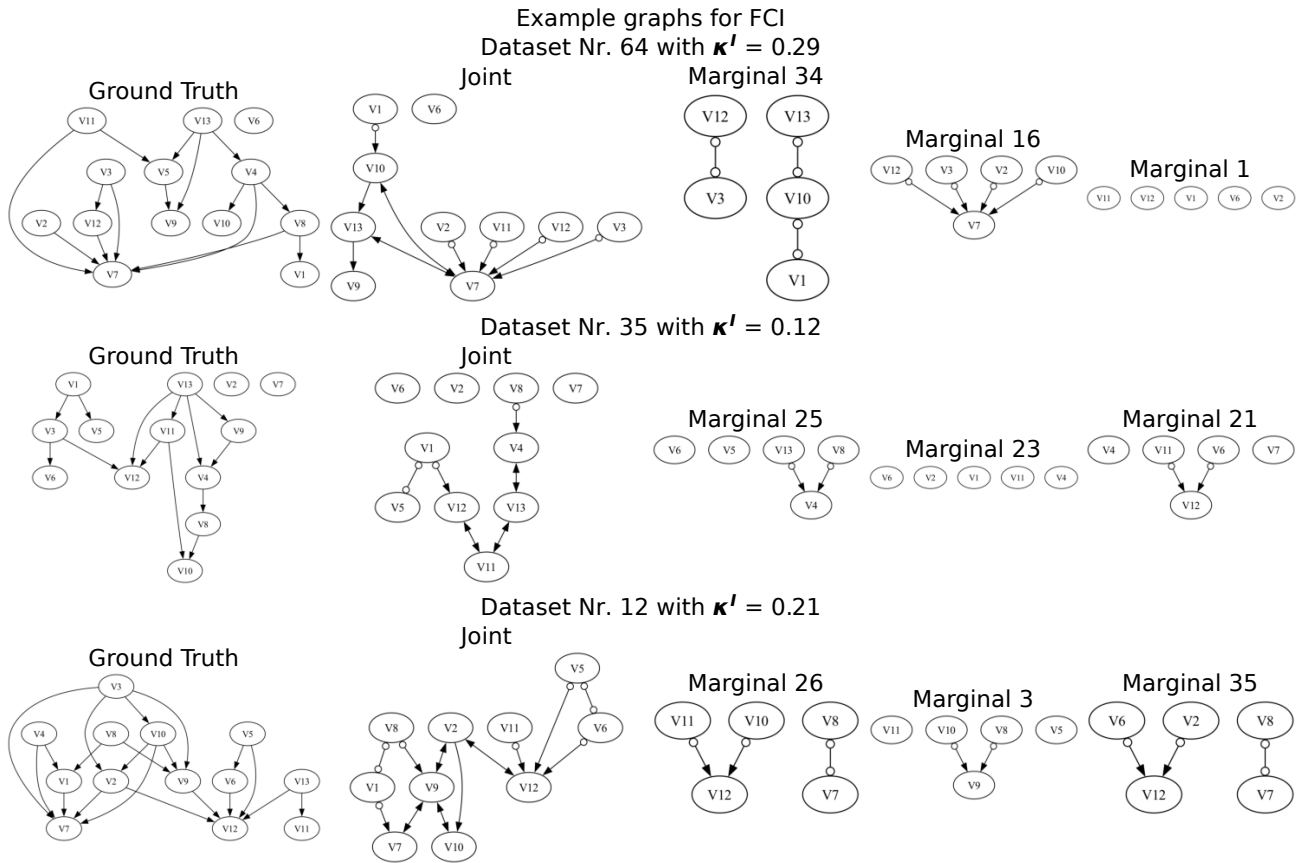 Example graphs for FCI
Dataset Nr. 64 with κᴵ = 0.29
Ground Truth
V11 V13 V6
V3 V5 V4
V2 V12 V9 V10 V8
V7 V1
Joint
V1 V6
V10
V13 V2 V11 V12 V3
V9 V7
Marginal 34
V12 V13
V3 V10
V1
Marginal 16
V12 V3 V2 V10
V7
Marginal 1
V11 V12 V1 V6 V2
Dataset Nr. 35 with κᴵ = 0.12
Ground Truth
V1 V13 V2 V7
V3 V5 V11 V9
V6 V12 V4
V8
V10
Joint
V6 V2 V8 V7
V1 V4
V5 V12 V13
V11
Marginal 25
V6 V5 V13 V8
V4
Marginal 23
V6 V2 V1 V11 V4
Marginal 21
V4 V11 V6 V7
V12
Dataset Nr. 12 with κᴵ = 0.21
Ground Truth
V3
V4 V8 V10 V5
V1 V2 V9 V6 V13
V7 V12 V11
Joint
V5
V8 V2 V11 V6
V1 V9 V12
V7 V10
Marginal 26
V11 V10 V8
V12 V7
Marginal 3
V11 V10 V8 V5
V9
Marginal 35
V6 V2 V8
V12 V7